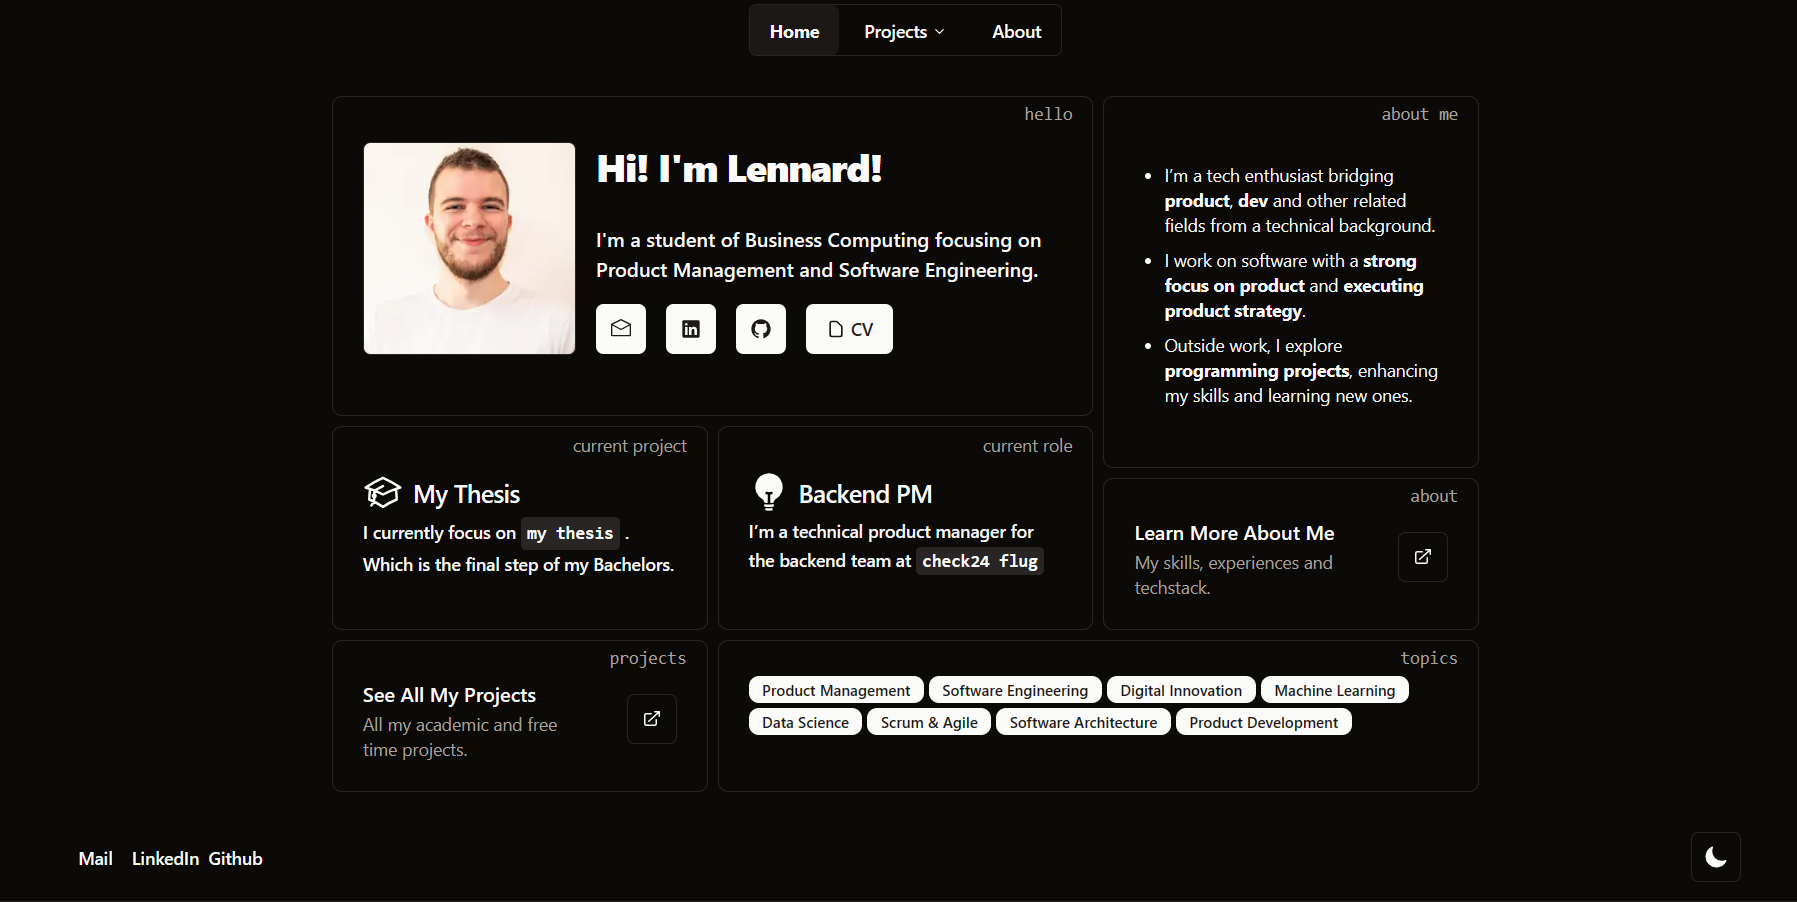 Home Projects About
hello
Hi! I'm Lennard!
I'm a student of Business Computing focusing on
Product Management and Software Engineering.
CV
about me
I’m a tech enthusiast bridging
product, dev and other related
fields from a technical background.
I work on software with a strong
focus on product and executing
product strategy.
Outside work, I explore
programming projects, enhancing
my skills and learning new ones.
current project
My Thesis
I currently focus on my thesis .
Which is the final step of my Bachelors.
current role
Backend PM
I’m a technical product manager for
the backend team at check24 flug
about
Learn More About Me
My skills, experiences and
techstack.
projects
See All My Projects
All my academic and free
time projects.
topics
Product Management Software Engineering Digital Innovation Machine Learning
Data Science Scrum & Agile Software Architecture Product Development
Mail LinkedIn Github